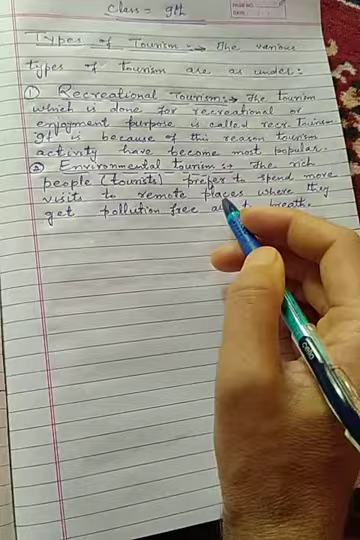 Class = 9th
PAGE NO.
DATE
Types of Tourism :→ The various
types of tourism are as under:
① Recreational Tourism:→ The tourism
which is done for recreational or
enjoyment purpose is called recr. Tourism
It is because of this reason tourism
activity have become most popular.
② Environmental tourism:→ The rich
people (tourists) prefer to spend more
visits to remote places where they
get pollution free breath.